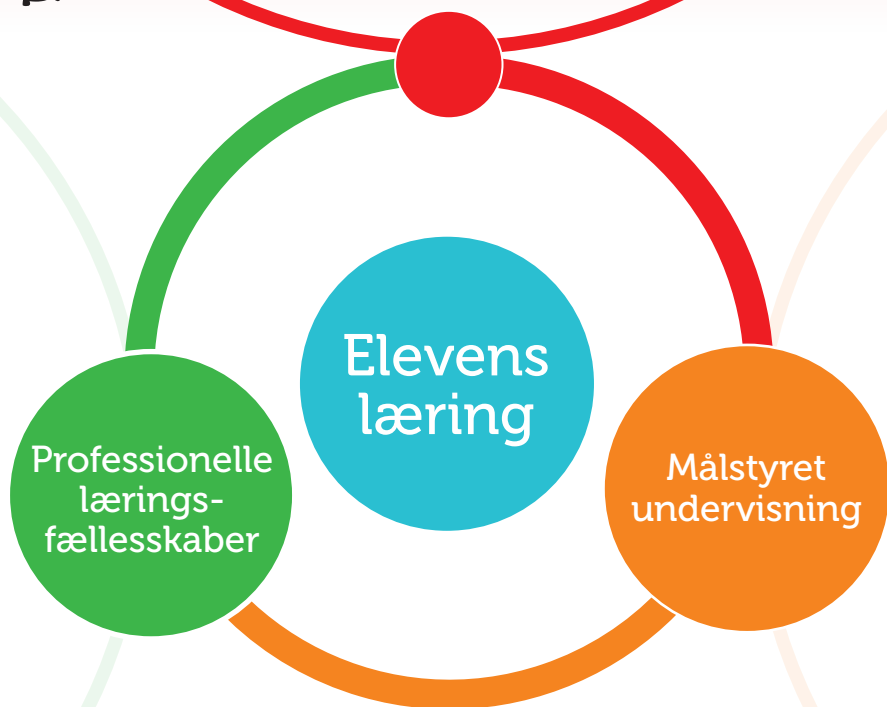 Elevens
læring
Professionelle
lærings-
fællesskaber
Målstyret
undervisning